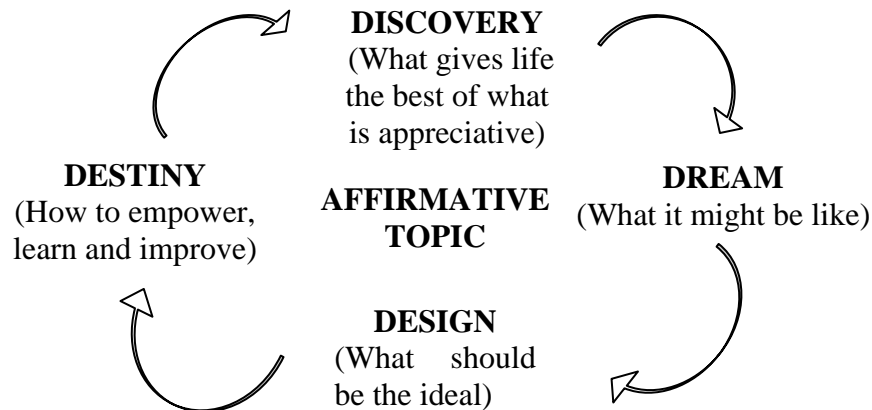 DISCOVERY
(What gives life
the best of what
is appreciative)
DESTINY
(How to empower,
learn and improve)
AFFIRMATIVE
TOPIC
DREAM
(What it might be like)
DESIGN
(What should
be the ideal)